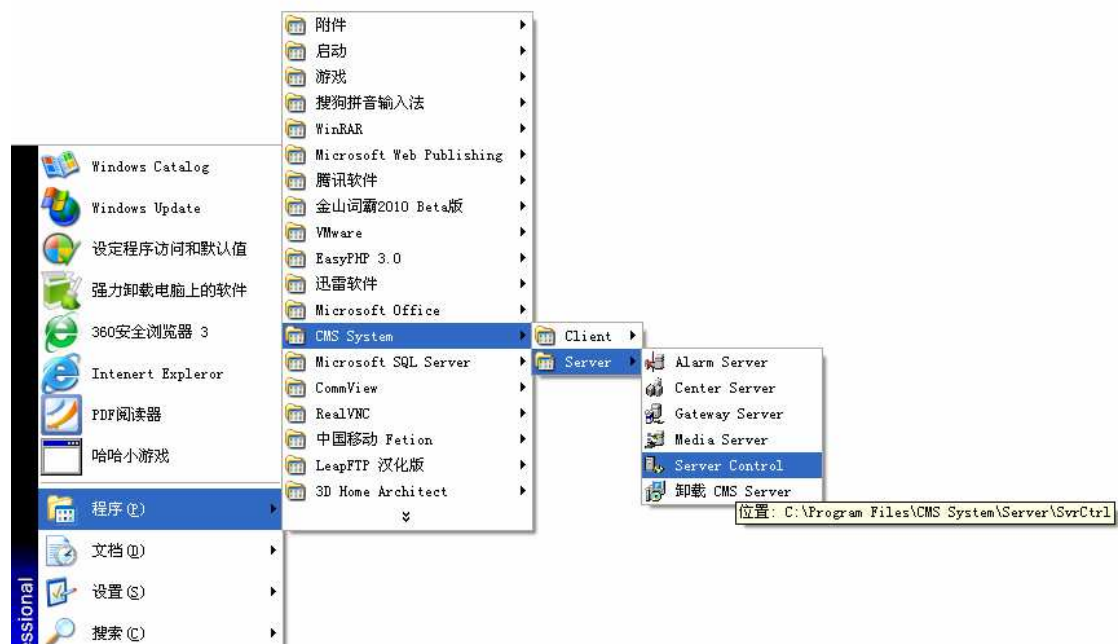 附件
启动
游戏
搜狗拼音输入法
WinRAR
Microsoft Web Publishing
腾讯软件
金山词霸2010 Beta版
VMware
EasyPHP 3.0
迅雷软件
Microsoft Office
CMS System
Microsoft SQL Server
CommView
RealVNC
中国移动 Fetion
LeapFTP 汉化版
3D Home Architect
Client
Server
Alarm Server
Center Server
Gateway Server
Media Server
Server Control
卸载 CMS Server
位置: C:\Program Files\CMS System\Server\SvrCtrl
Windows Catalog
Windows Update
设定程序访问和默认值
强力卸载电脑上的软件
360安全浏览器 3
Intenert Expleror
PDF阅读器
哈哈小游戏
程序(P)
文档(D)
设置(S)
搜索(C)
ssional